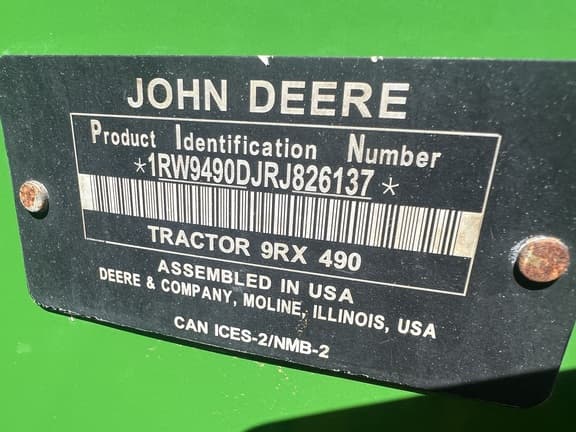 JOHN DEERE
Product Identification Number
*1RW9490DJRJ826137*
TRACTOR 9RX 490
ASSEMBLED IN USA
DEERE & COMPANY, MOLINE, ILLINOIS, USA
CAN ICES-2/NMB-2